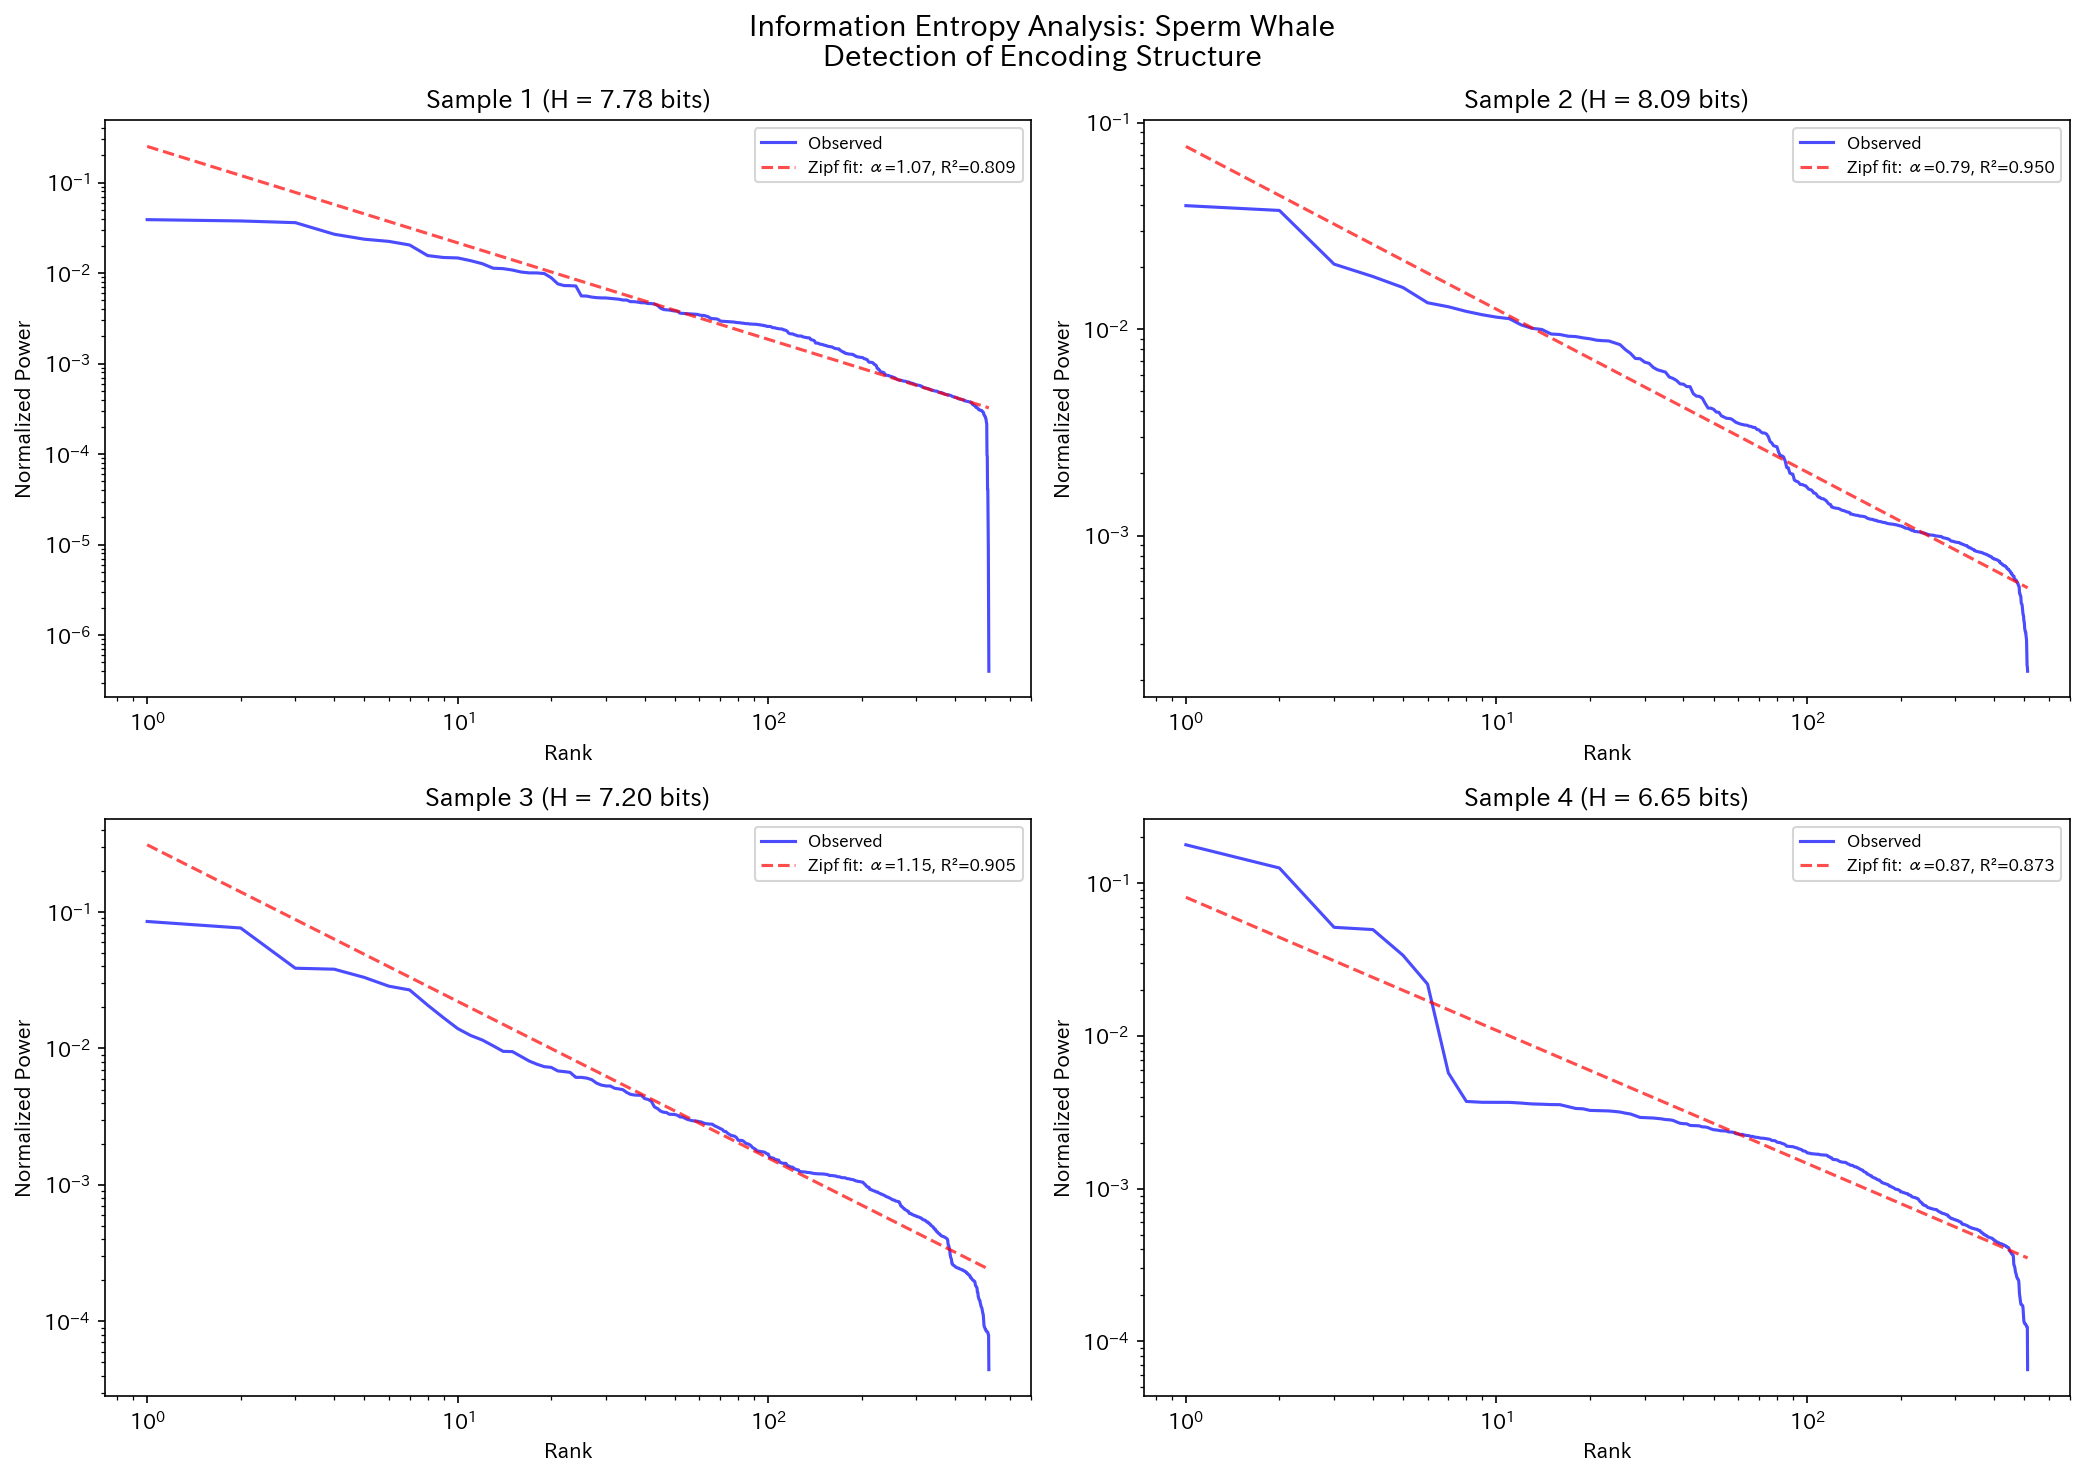 Information Entropy Analysis: Sperm Whale
Detection of Encoding Structure
Sample 1 (H = 7.78 bits)
Observed
Zipf fit: α=1.07, R²=0.809
Normalized Power
10⁻¹
10⁻²
10⁻³
10⁻⁴
10⁻⁵
10⁻⁶
10⁰ 10¹ 10²
Rank
Sample 2 (H = 8.09 bits)
Observed
Zipf fit: α=0.79, R²=0.950
Normalized Power
10⁻¹
10⁻²
10⁻³
10⁰ 10¹ 10²
Rank
Sample 3 (H = 7.20 bits)
Observed
Zipf fit: α=1.15, R²=0.905
Normalized Power
10⁻¹
10⁻²
10⁻³
10⁻⁴
10⁰ 10¹ 10²
Rank
Sample 4 (H = 6.65 bits)
Observed
Zipf fit: α=0.87, R²=0.873
Normalized Power
10⁻¹
10⁻²
10⁻³
10⁻⁴
10⁰ 10¹ 10²
Rank